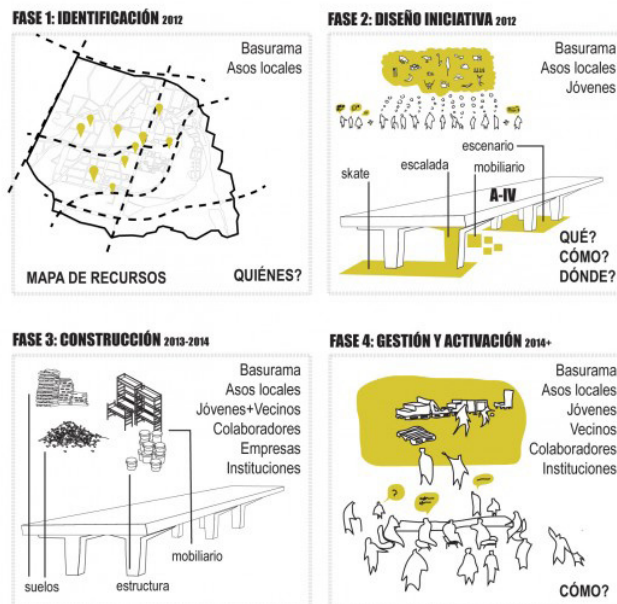 FASE 1: IDENTIFICACIÓN 2012
Basurama
Asos locales
MAPA DE RECURSOS
QUIÉNES?
FASE 2: DISEÑO INICIATIVA 2012
Basurama
Asos locales
Jóvenes
escenario
escalada
mobiliario
skate
A-IV
QUÉ?
CÓMO?
DÓNDE?
FASE 3: CONSTRUCCIÓN 2013-2014
Basurama
Asos locales
Jóvenes+Vecinos
Colaboradores
Empresas
Instituciones
mobiliario
suelos
estructura
FASE 4: GESTIÓN Y ACTIVACIÓN 2014+
Basurama
Asos locales
Jóvenes
Vecinos
Colaboradores
Instituciones
?
CÓMO?